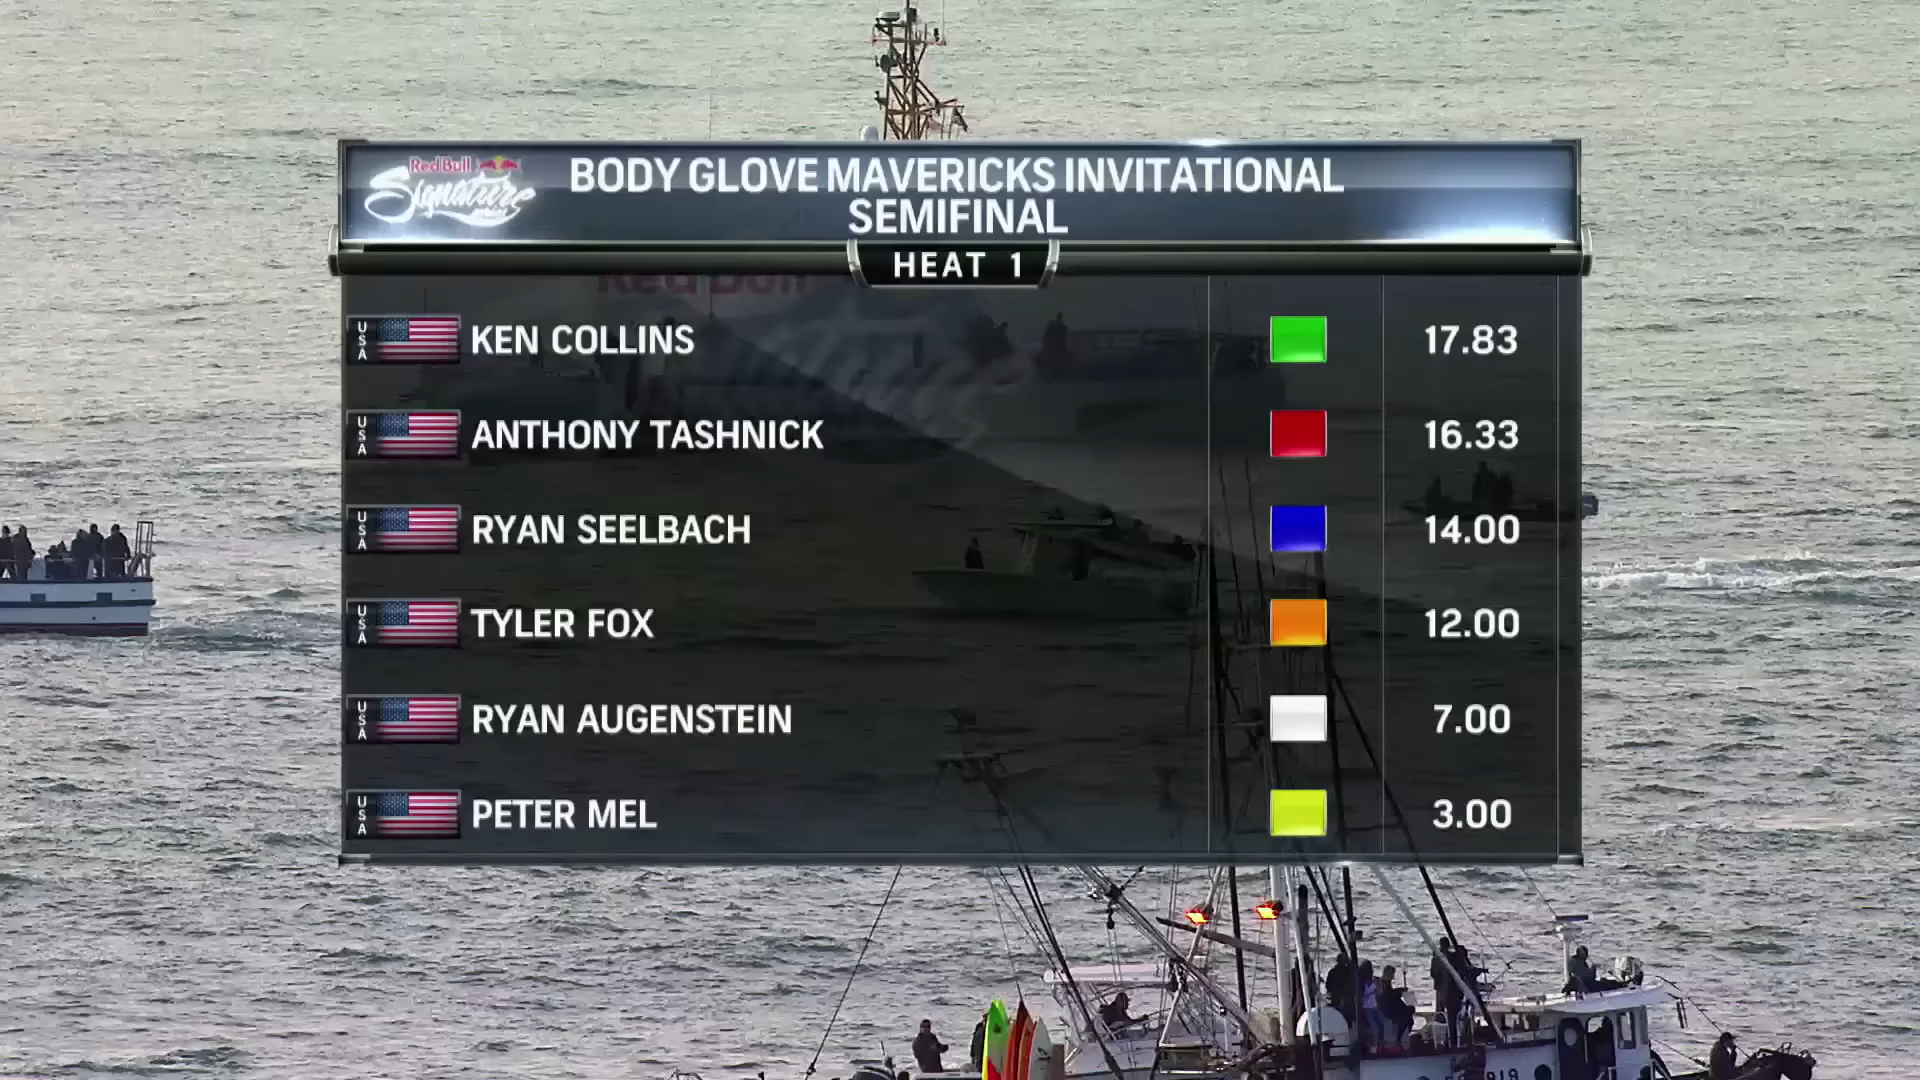 Red Bull
Signature
series
BODY GLOVE MAVERICKS INVITATIONAL
SEMIFINAL
HEAT 1
USA KEN COLLINS 17.83
USA ANTHONY TASHNICK 16.33
USA RYAN SEELBACH 14.00
USA TYLER FOX 12.00
USA RYAN AUGENSTEIN 7.00
USA PETER MEL 3.00